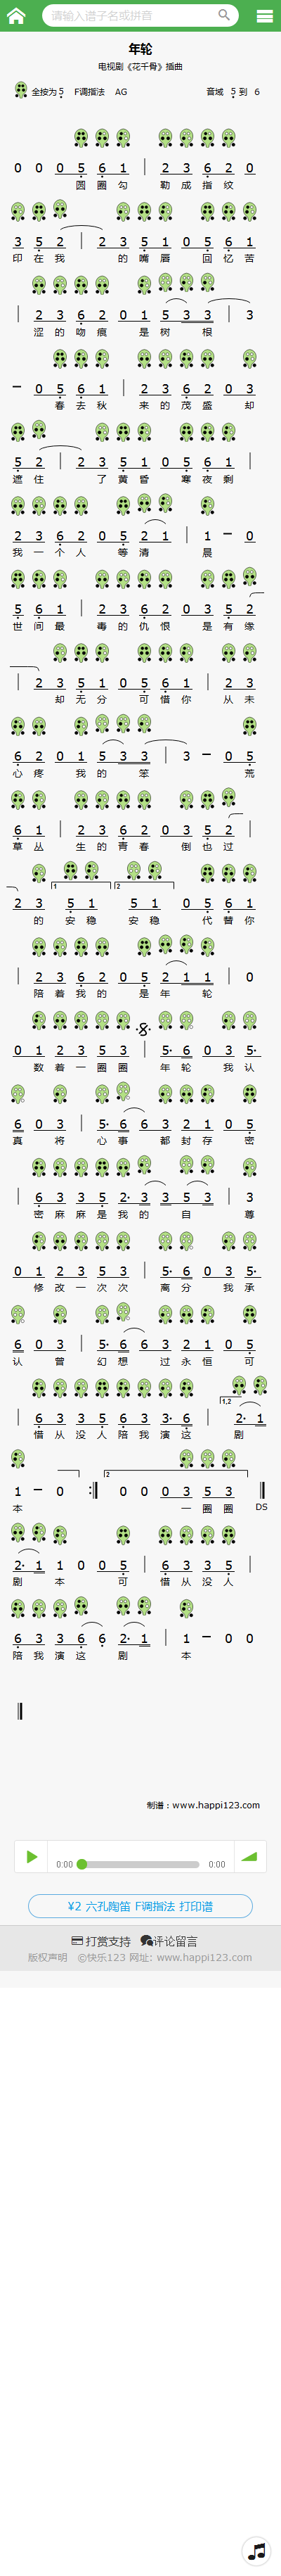 请输入谱子名或拼音
年轮
电视剧《花千骨》插曲
全按为 5 F调指法 AG 音域 5 到 6
0 0 0 5 6 1 | 2 3 6 2 0
圆 圈 勾 勒 成 指 纹
3 5 2 | 2 3 5 1 0 5 6 1
印 在 我 的 嘴 唇 回 忆 苦
| 2 3 6 2 0 1 5 3 3 | 3
涩 的 吻 痕 是 树 根
- 0 5 6 1 | 2 3 6 2 0 3
春 去 秋 来 的 茂 盛 却
5 2 | 2 3 5 1 0 5 6 1 |
遮 住 了 黄 昏 寒 夜 剩
2 3 6 2 0 5 2 1 | 1 - 0
我 一 个 人 等 清 晨
5 6 1 | 2 3 6 2 0 3 5 2
世 间 最 毒 的 仇 恨 是 有 缘
| 2 3 5 1 0 5 6 1 | 2 3
却 无 分 可 惜 你 从 未
6 2 0 1 5 3 3 | 3 - 0 5
心 疼 我 的 笨 荒
6 1 | 2 3 6 2 0 3 5 2 |
草 丛 生 的 青 春 倒 也 过
1,2 2
2 3 5 1 5 1 0 5 6 1
的 安 稳 安 稳 代 替 你
| 2 3 6 2 0 5 2 1 1 | 0
陪 着 我 的 是 年 轮
0 1 2 3 5 3 | 5· 6 0 3 5·
数 着 一 圈 圈 年 轮 我 认
6 0 3 | 5· 6 6 3 2 1 0 5
真 将 心 事 都 封 存 密
| 6 3 3 5 2· 3 3 5 3 | 3
密 麻 麻 是 我 的 自 尊
0 1 2 3 5 3 | 5· 6 0 3 5·
修 改 一 次 次 离 分 我 承
6 0 3 | 5· 6 6 3 2 1 0 5
认 曾 幻 想 过 永 恒 可
1,2
| 6 3 3 5 6 3 3· 6 | 2· 1
惜 从 没 人 陪 我 演 这 剧
2
1 - 0 :| 0 0 0 3 5 3 |
本 一 圈 圈 DS
2· 1 1 0 0 5 | 6 3 3 5 |
剧 本 可 惜 从 没 人
6 3 3 6 6 2· 1 | 1 - 0 0
陪 我 演 这 剧 本
制谱：www.happi123.com
0:00 0:00
¥2 六孔陶笛 F调指法 打印谱
打赏支持 评论留言
版权声明 ©快乐123 网址: www.happi123.com